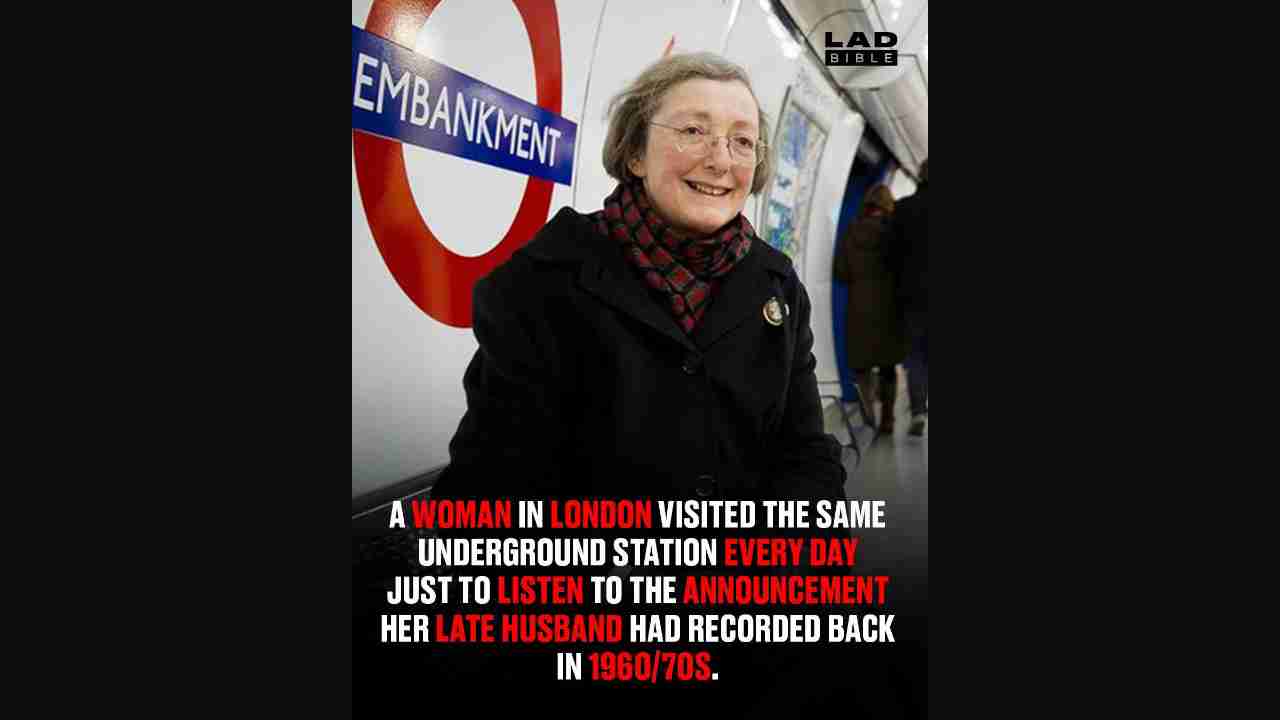 EMBANKMENT
LAD
BIBLE
A WOMAN IN LONDON VISITED THE SAME
UNDERGROUND STATION EVERY DAY
JUST TO LISTEN TO THE ANNOUNCEMENT
HER LATE HUSBAND HAD RECORDED BACK
IN 1960/70S.